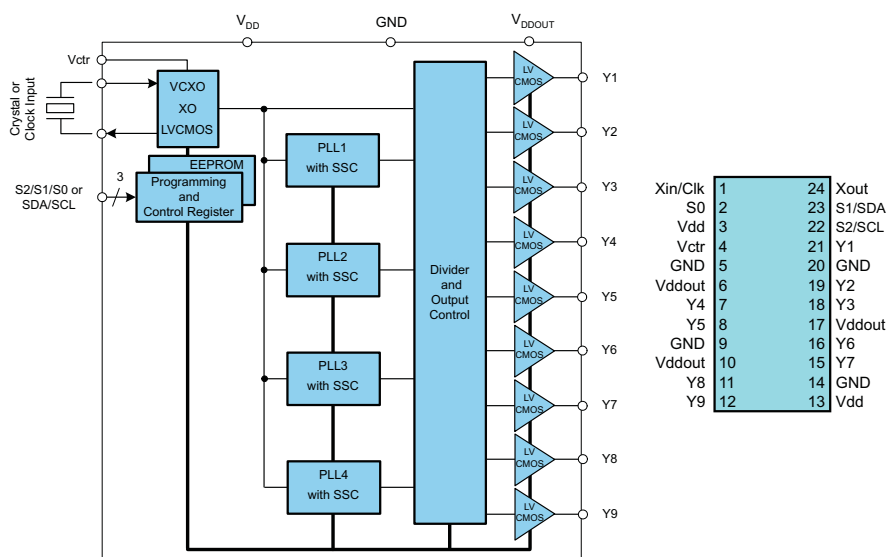 V_DD
GND
V_DDOUT
Vctr
Crystal or
Clock Input
VCXO
XO
LVCMOS
EEPROM
Programming
and
Control Register
3
S2/S1/S0 or
SDA/SCL
PLL1
with SSC
PLL2
with SSC
PLL3
with SSC
PLL4
with SSC
Divider
and
Output
Control
LV
CMOS
Y1
LV
CMOS
Y2
LV
CMOS
Y3
LV
CMOS
Y4
LV
CMOS
Y5
LV
CMOS
Y6
LV
CMOS
Y7
LV
CMOS
Y8
LV
CMOS
Y9
Xin/Clk 1 24 Xout
S0 2 23 S1/SDA
Vdd 3 22 S2/SCL
Vctr 4 21 Y1
GND 5 20 GND
Vddout 6 19 Y2
Y4 7 18 Y3
Y5 8 17 Vddout
GND 9 16 Y6
Vddout 10 15 Y7
Y8 11 14 GND
Y9 12 13 Vdd